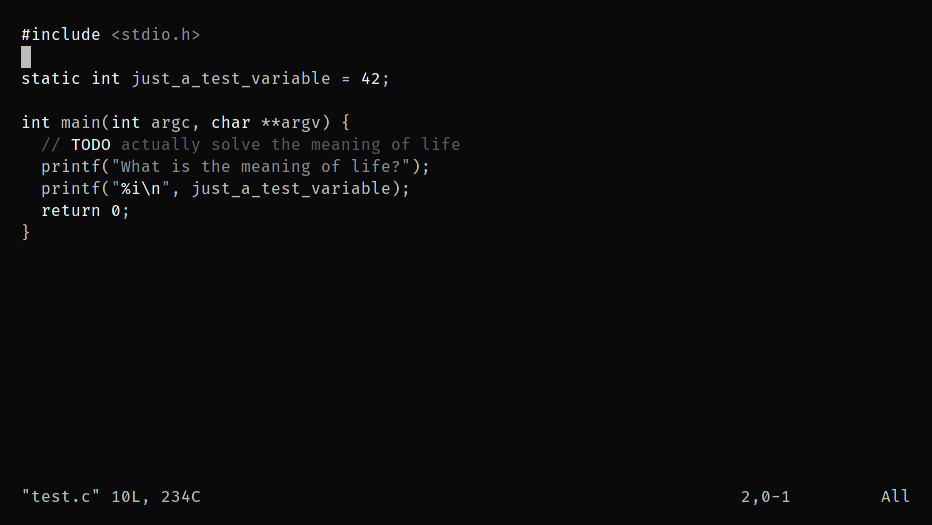 #include <stdio.h>
static int just_a_test_variable = 42;
int main(int argc, char **argv) {
// TODO actually solve the meaning of life
printf("What is the meaning of life?");
printf("%i\n", just_a_test_variable);
return 0;
}
"test.c" 10L, 234C 2,0-1 All